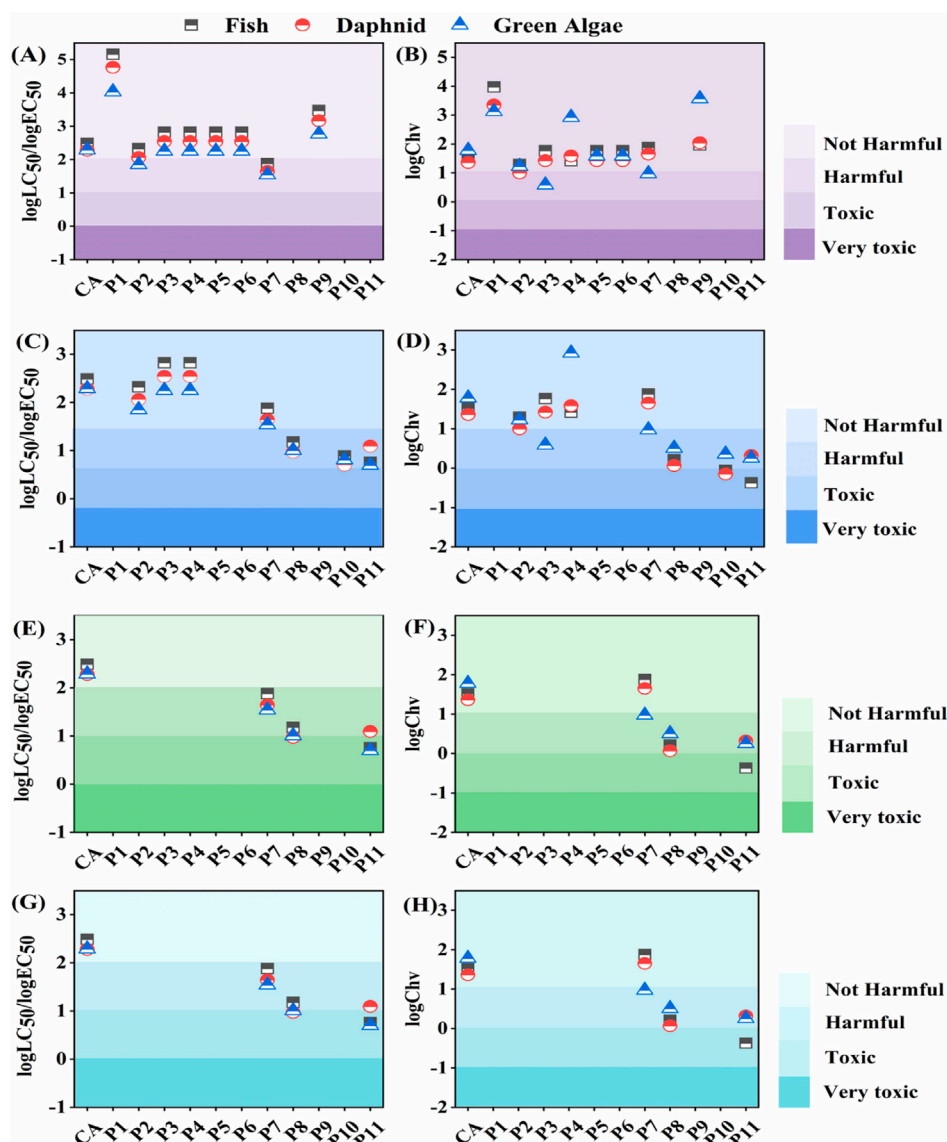 Fish Daphnid Green Algae
(A)
logLC50/logEC50
5
4
3
2
1
0
-1
CA P1 P2 P3 P4 P5 P6 P7 P8 P9 P10 P11
(B)
logChv
5
4
3
2
1
0
-1
-2
CA P1 P2 P3 P4 P5 P6 P7 P8 P9 P10 P11
Not Harmful
Harmful
Toxic
Very toxic
(C)
logLC50/logEC50
3
2
1
0
-1
CA P1 P2 P3 P4 P5 P6 P7 P8 P9 P10 P11
(D)
logChv
3
2
1
0
-1
-2
CA P1 P2 P3 P4 P5 P6 P7 P8 P9 P10 P11
Not Harmful
Harmful
Toxic
Very toxic
(E)
logLC50/logEC50
3
2
1
0
-1
CA P1 P2 P3 P4 P5 P6 P7 P8 P9 P10 P11
(F)
logChv
3
2
1
0
-1
-2
CA P1 P2 P3 P4 P5 P6 P7 P8 P9 P10 P11
Not Harmful
Harmful
Toxic
Very toxic
(G)
logLC50/logEC50
3
2
1
0
-1
CA P1 P2 P3 P4 P5 P6 P7 P8 P9 P10 P11
(H)
logChv
3
2
1
0
-1
-2
CA P1 P2 P3 P4 P5 P6 P7 P8 P9 P10 P11
Not Harmful
Harmful
Toxic
Very toxic